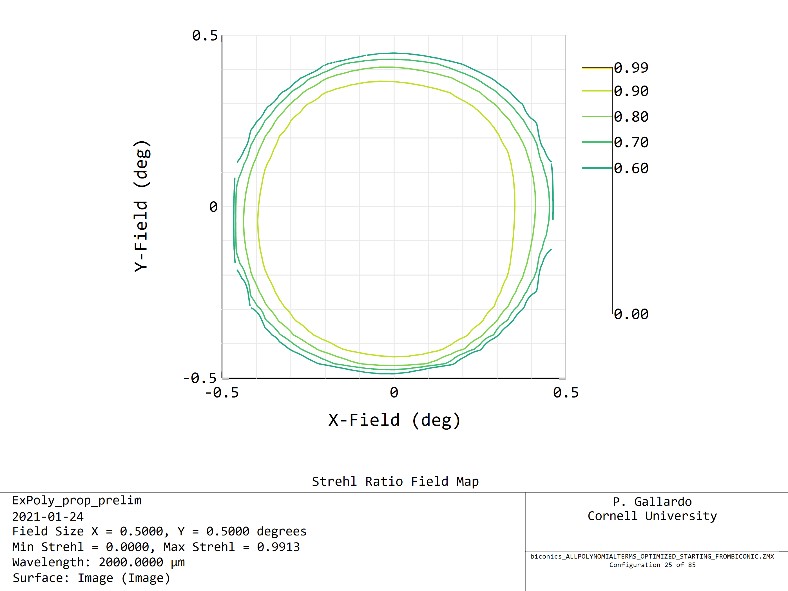 0.5
0
-0.5
Y-Field (deg)
-0.5
0
0.5
X-Field (deg)
0.99
0.90
0.80
0.70
0.60
0.00
Strehl Ratio Field Map
ExPoly_prop_prelim
2021-01-24
Field Size X = 0.5000, Y = 0.5000 degrees
Min Strehl = 0.0000, Max Strehl = 0.9913
Wavelength: 2000.0000 µm
Surface: Image (Image)
P. Gallardo
Cornell University
biconics_ALLPOLYNOMIALTERMS_OPTIMIZED_STARTING_FROMBICONIC.ZMX
Configuration 25 of 85